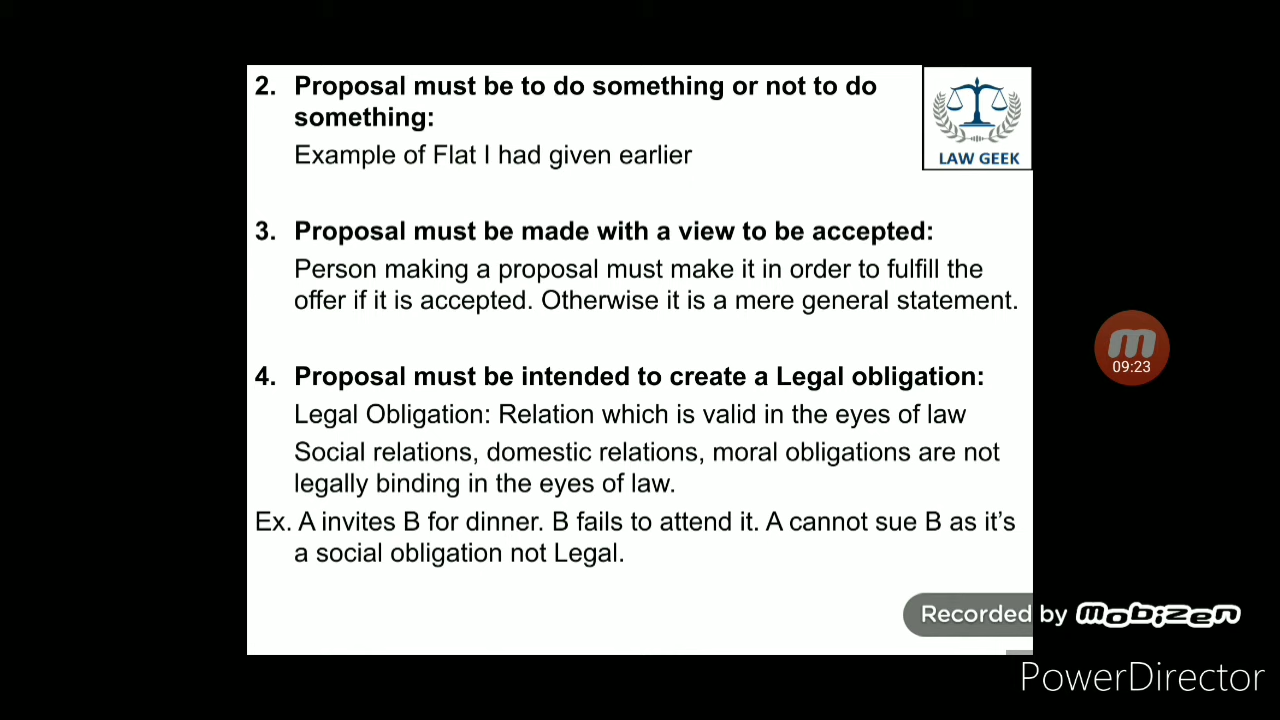 2. Proposal must be to do something or not to do
something:
Example of Flat I had given earlier
LAW GEEK
3. Proposal must be made with a view to be accepted:
Person making a proposal must make it in order to fulfill the
offer if it is accepted. Otherwise it is a mere general statement.
4. Proposal must be intended to create a Legal obligation:
Legal Obligation: Relation which is valid in the eyes of law
Social relations, domestic relations, moral obligations are not
legally binding in the eyes of law.
Ex. A invites B for dinner. B fails to attend it. A cannot sue B as it's
a social obligation not Legal.
09:23
Recorded by Mobizen
PowerDirector